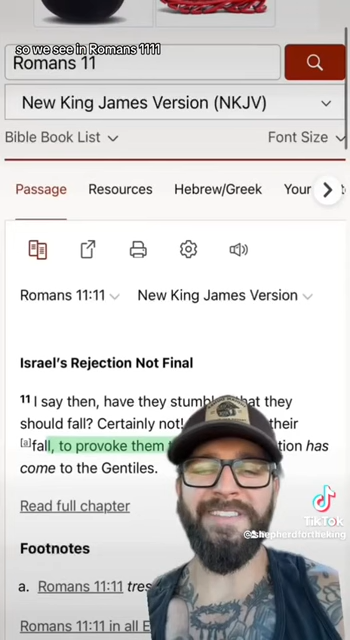 so we see in Romans 1111
Romans 11
New King James Version (NKJV)
Bible Book List
Font Size
Passage
Resources
Hebrew/Greek
Your
Romans 11:11
New King James Version
Israel's Rejection Not Final
11 I say then, have they that they
should fall? Certainly not! their
[a]fall, to provoke them has
come to the Gentiles.
Read full chapter
Footnotes
a. Romans 11:11
Romans 11:11 in all E
TikTok
@shepherdfortheking